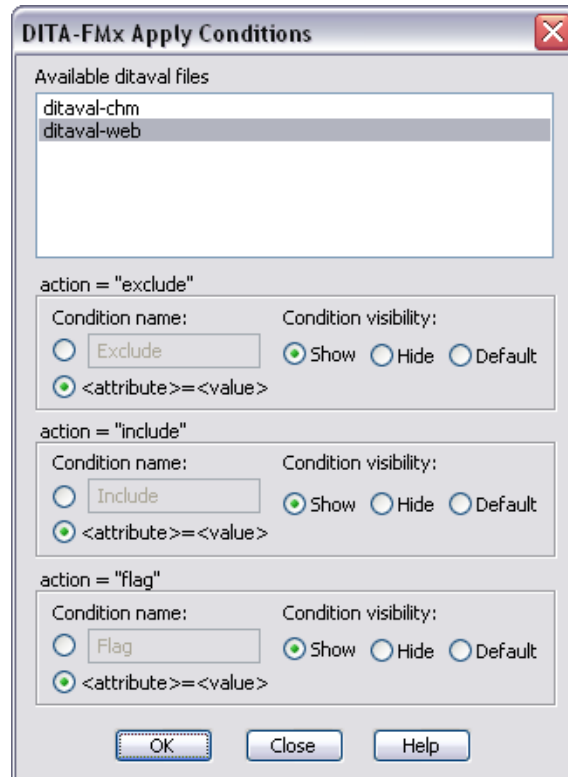 DITA-FMx Apply Conditions
Available ditaval files
ditaval-chm
ditaval-web
action = "exclude"
Condition name: Condition visibility:
Exclude Show Hide Default
<attribute>=<value>
action = "include"
Condition name: Condition visibility:
Include Show Hide Default
<attribute>=<value>
action = "flag"
Condition name: Condition visibility:
Flag Show Hide Default
<attribute>=<value>
OK Close Help